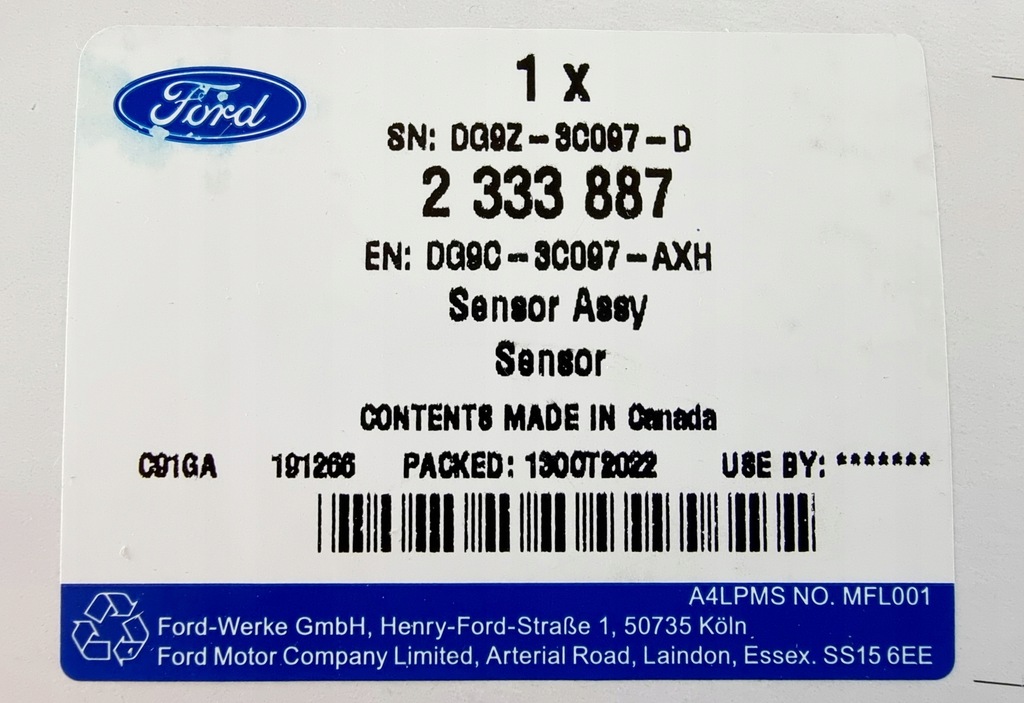 Ford
1 x
SN: DG9Z-3C097-D
2 333 887
EN: DG9C-3C097-AXH
Sensor Assy
Sensor
CONTENTS MADE IN Canada
C91GA 191266 PACKED: 13OCT2022 USE BY: *******
A4LPMS NO. MFL001
Ford-Werke GmbH, Henry-Ford-Straße 1, 50735 Köln
Ford Motor Company Limited, Arterial Road, Laindon, Essex. SS15 6EE